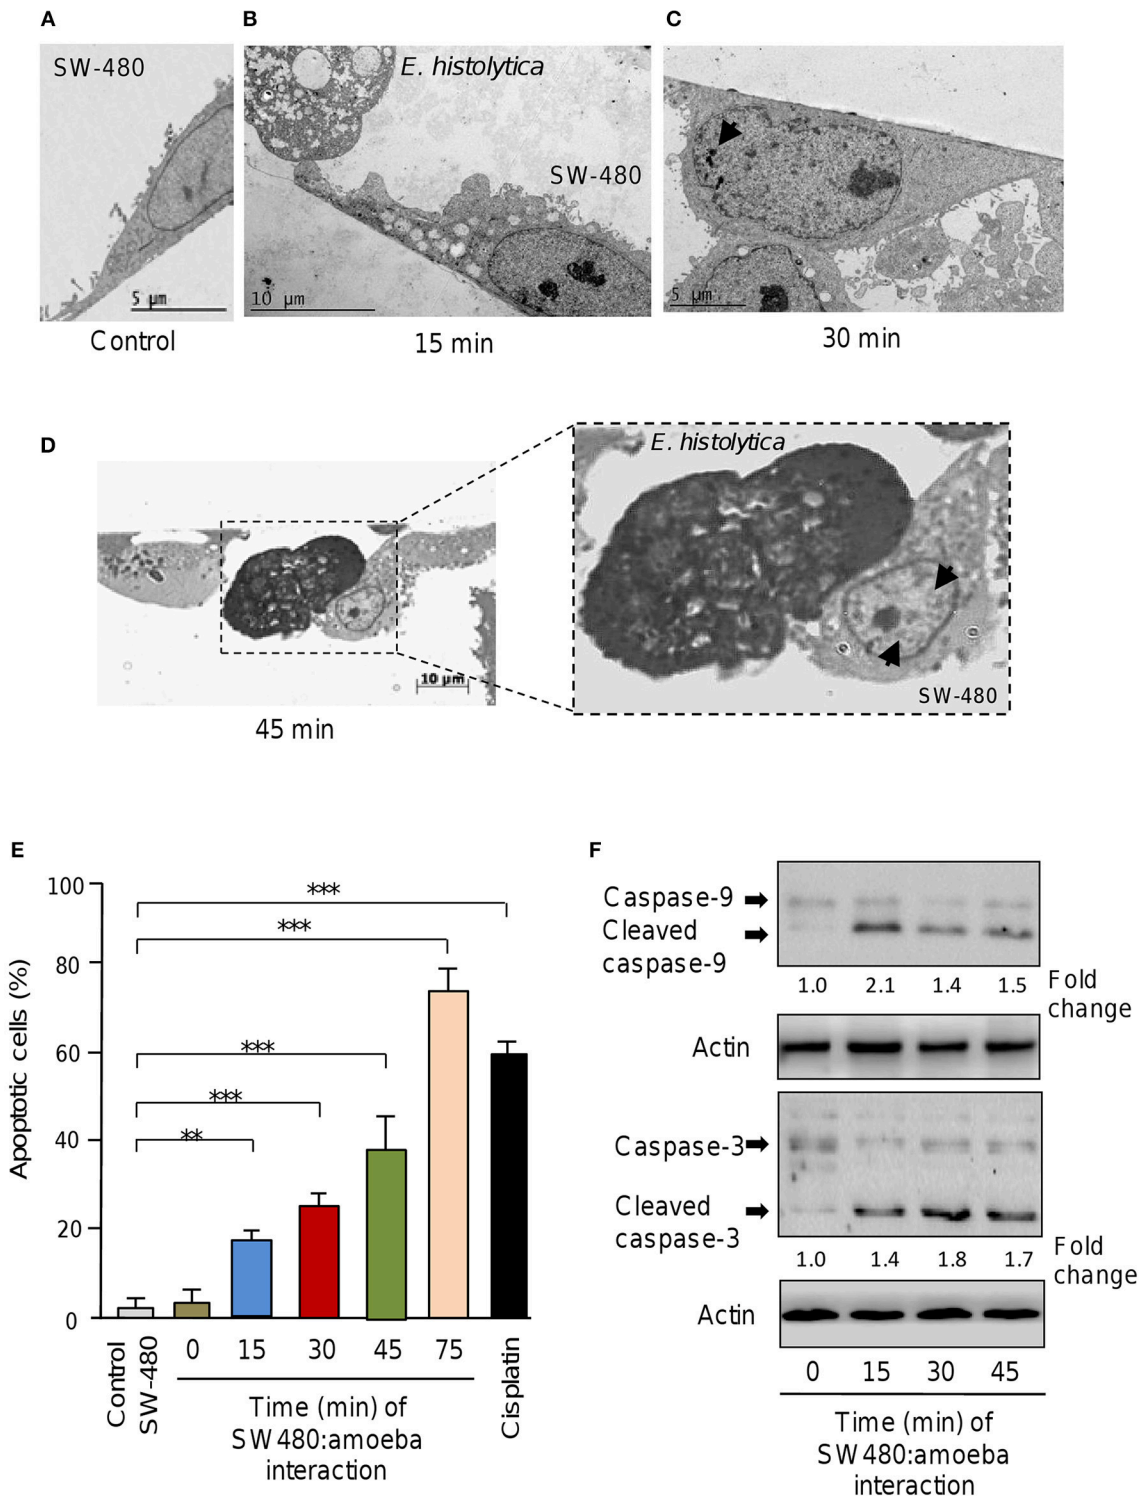 A
B
C
SW-480
E. histolytica
SW-480
5 µm
10 µm
5 µm
Control
15 min
30 min
D
E. histolytica
10 µm
SW-480
45 min
E
100
80
60
40
20
0
Apoptotic cells (%)
***
***
***
***
**
Control
SW-480
0 15 30 45 75
Cisplatin
Time (min) of
SW480:amoeba
interaction
F
Caspase-9
Cleaved
caspase-9
1.0 2.1 1.4 1.5
Fold
change
Actin
Caspase-3
Cleaved
caspase-3
1.0 1.4 1.8 1.7
Fold
change
Actin
0 15 30 45
Time (min) of
SW480:amoeba
interaction